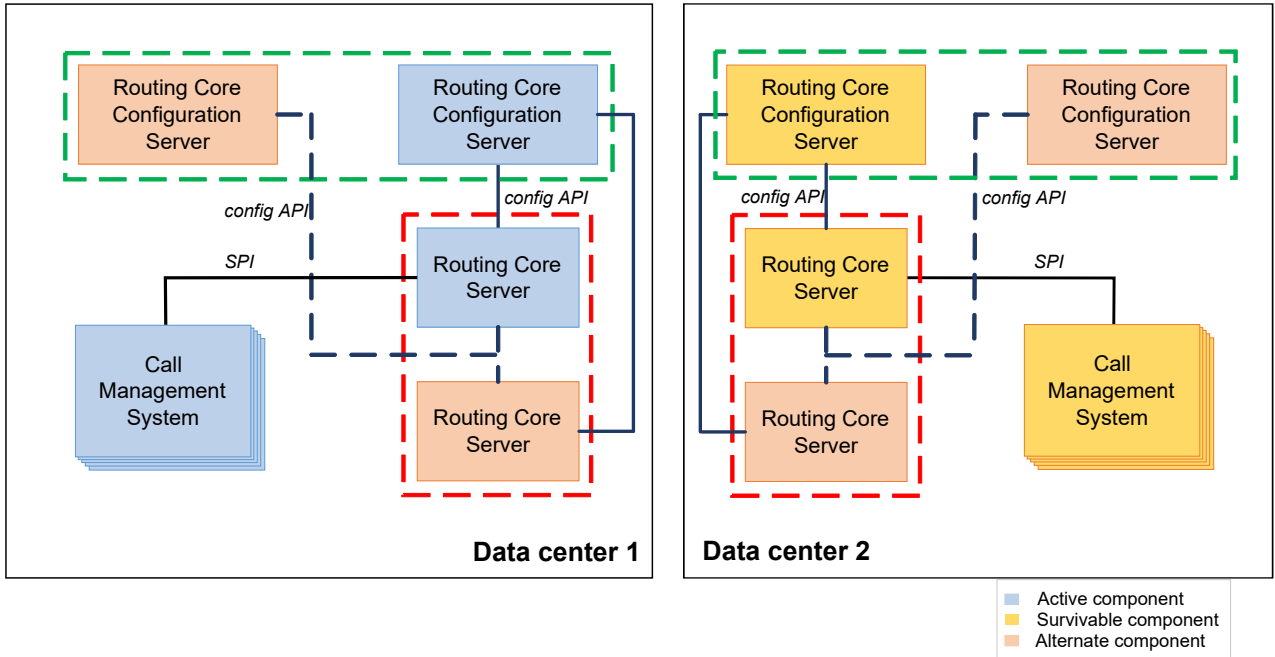 Routing Core
Configuration
Server
Routing Core
Configuration
Server
config API
config API
SPI
Routing Core
Server
Call
Management
System
Routing Core
Server
Data center 1
Routing Core
Configuration
Server
Routing Core
Configuration
Server
config API
config API
Routing Core
Server
SPI
Call
Management
System
Routing Core
Server
Data center 2
Active component
Survivable component
Alternate component